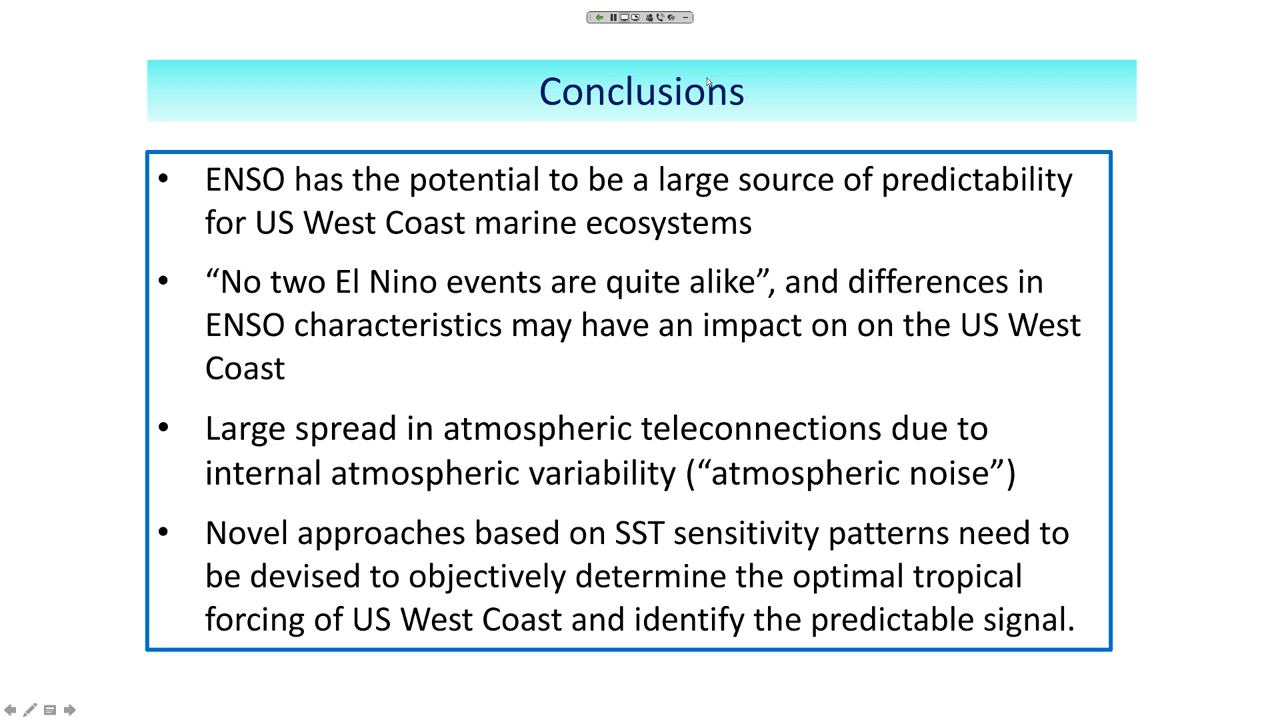 Conclusions
• ENSO has the potential to be a large source of predictability
for US West Coast marine ecosystems
• “No two El Nino events are quite alike”, and differences in
ENSO characteristics may have an impact on on the US West
Coast
• Large spread in atmospheric teleconnections due to
internal atmospheric variability (“atmospheric noise”)
• Novel approaches based on SST sensitivity patterns need to
be devised to objectively determine the optimal tropical
forcing of US West Coast and identify the predictable signal.